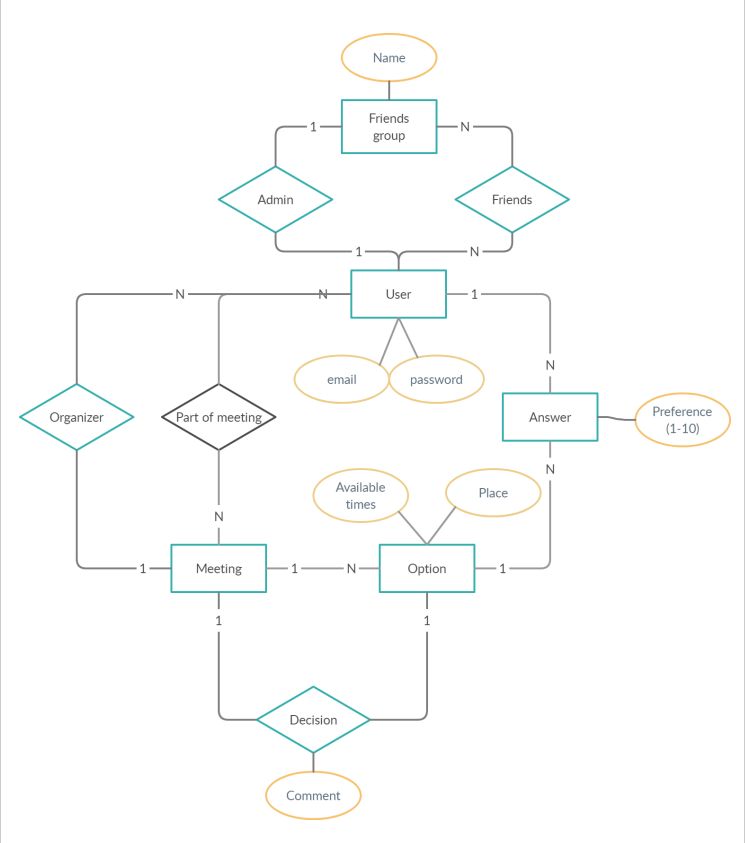 Name
Friends
group
1
N
Admin
Friends
1
N
N
N
User
1
email
password
N
Organizer
Part of meeting
Answer
Preference
(1-10)
N
Available
times
Place
N
1
Meeting
1
N
Option
1
1
1
Decision
Comment